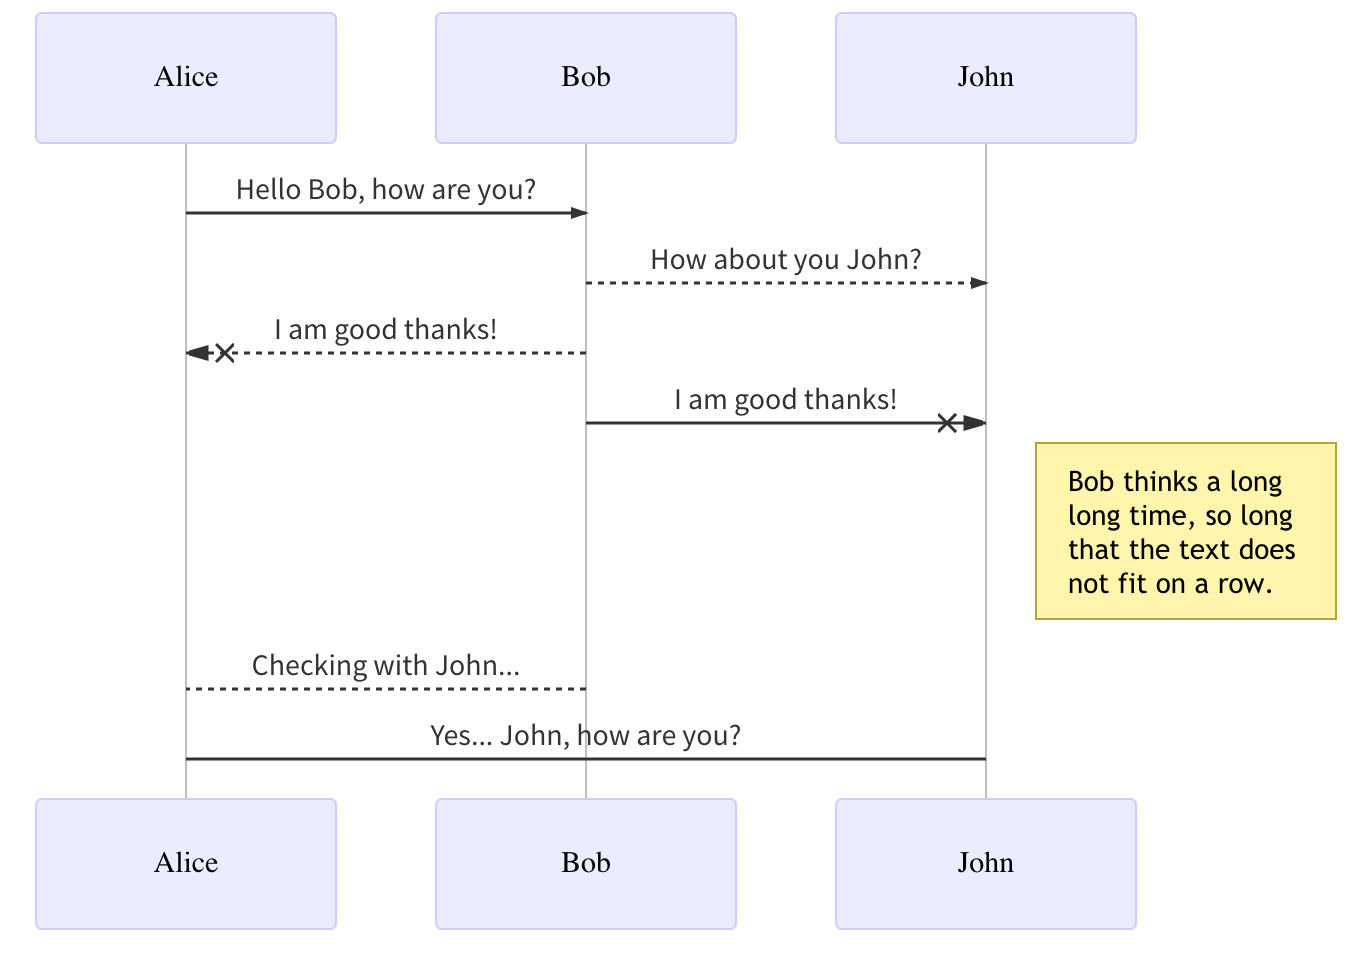 Alice
Bob
John
Hello Bob, how are you?
How about you John?
I am good thanks!
I am good thanks!
Bob thinks a long
long time, so long
that the text does
not fit on a row.
Checking with John...
Yes... John, how are you?
Alice
Bob
John